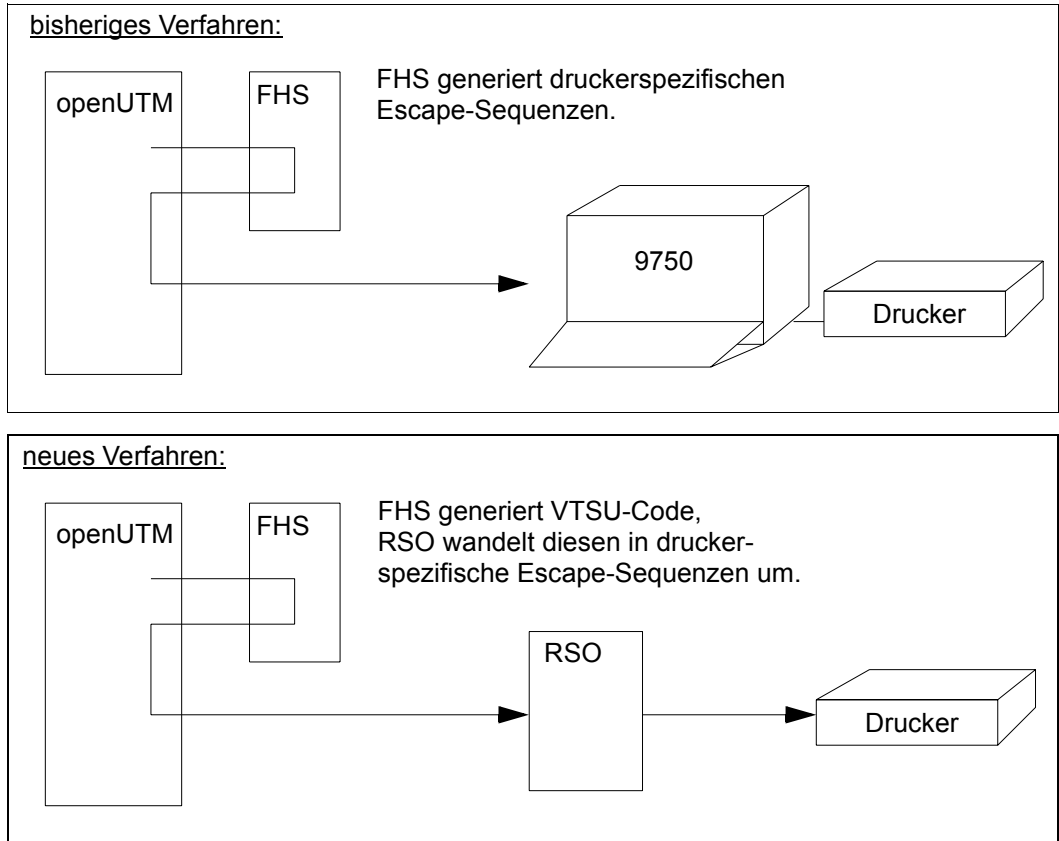 bisheriges Verfahren:
openUTM
FHS
FHS generiert druckerspezifischen
Escape-Sequenzen.
9750
Drucker
neues Verfahren:
openUTM
FHS
FHS generiert VTSU-Code,
RSO wandelt diesen in drucker-
spezifische Escape-Sequenzen um.
RSO
Drucker